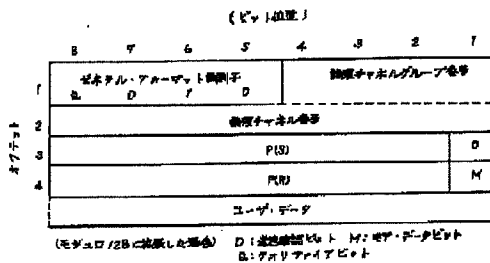 (ビット位置)
8 7 6 5 4 3 2 1
ゼネラル・フォーマット識別子 論理チャネルグループ番号
1
Q D 1 0
オクテット
2 論理チャネル番号
3 P(S) 0
4 P(R) M
ユーザ・データ
(モジュロ128に拡張した場合) D:送達確認ビット M:モア・データビット
Q:クォリファイアビット